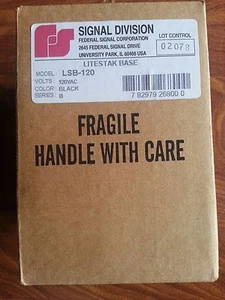 SIGNAL DIVISION
FEDERAL SIGNAL CORPORATION
2645 FEDERAL SIGNAL DRIVE
UNIVERSITY PARK, IL 60466 USA
LOT CONTROL
02078
LITESTAK BASE
MODEL LSB-120
VOLTS: 120VAC
COLOR: BLACK
SERIES: B
7 82979 26800 0
FRAGILE
HANDLE WITH CARE